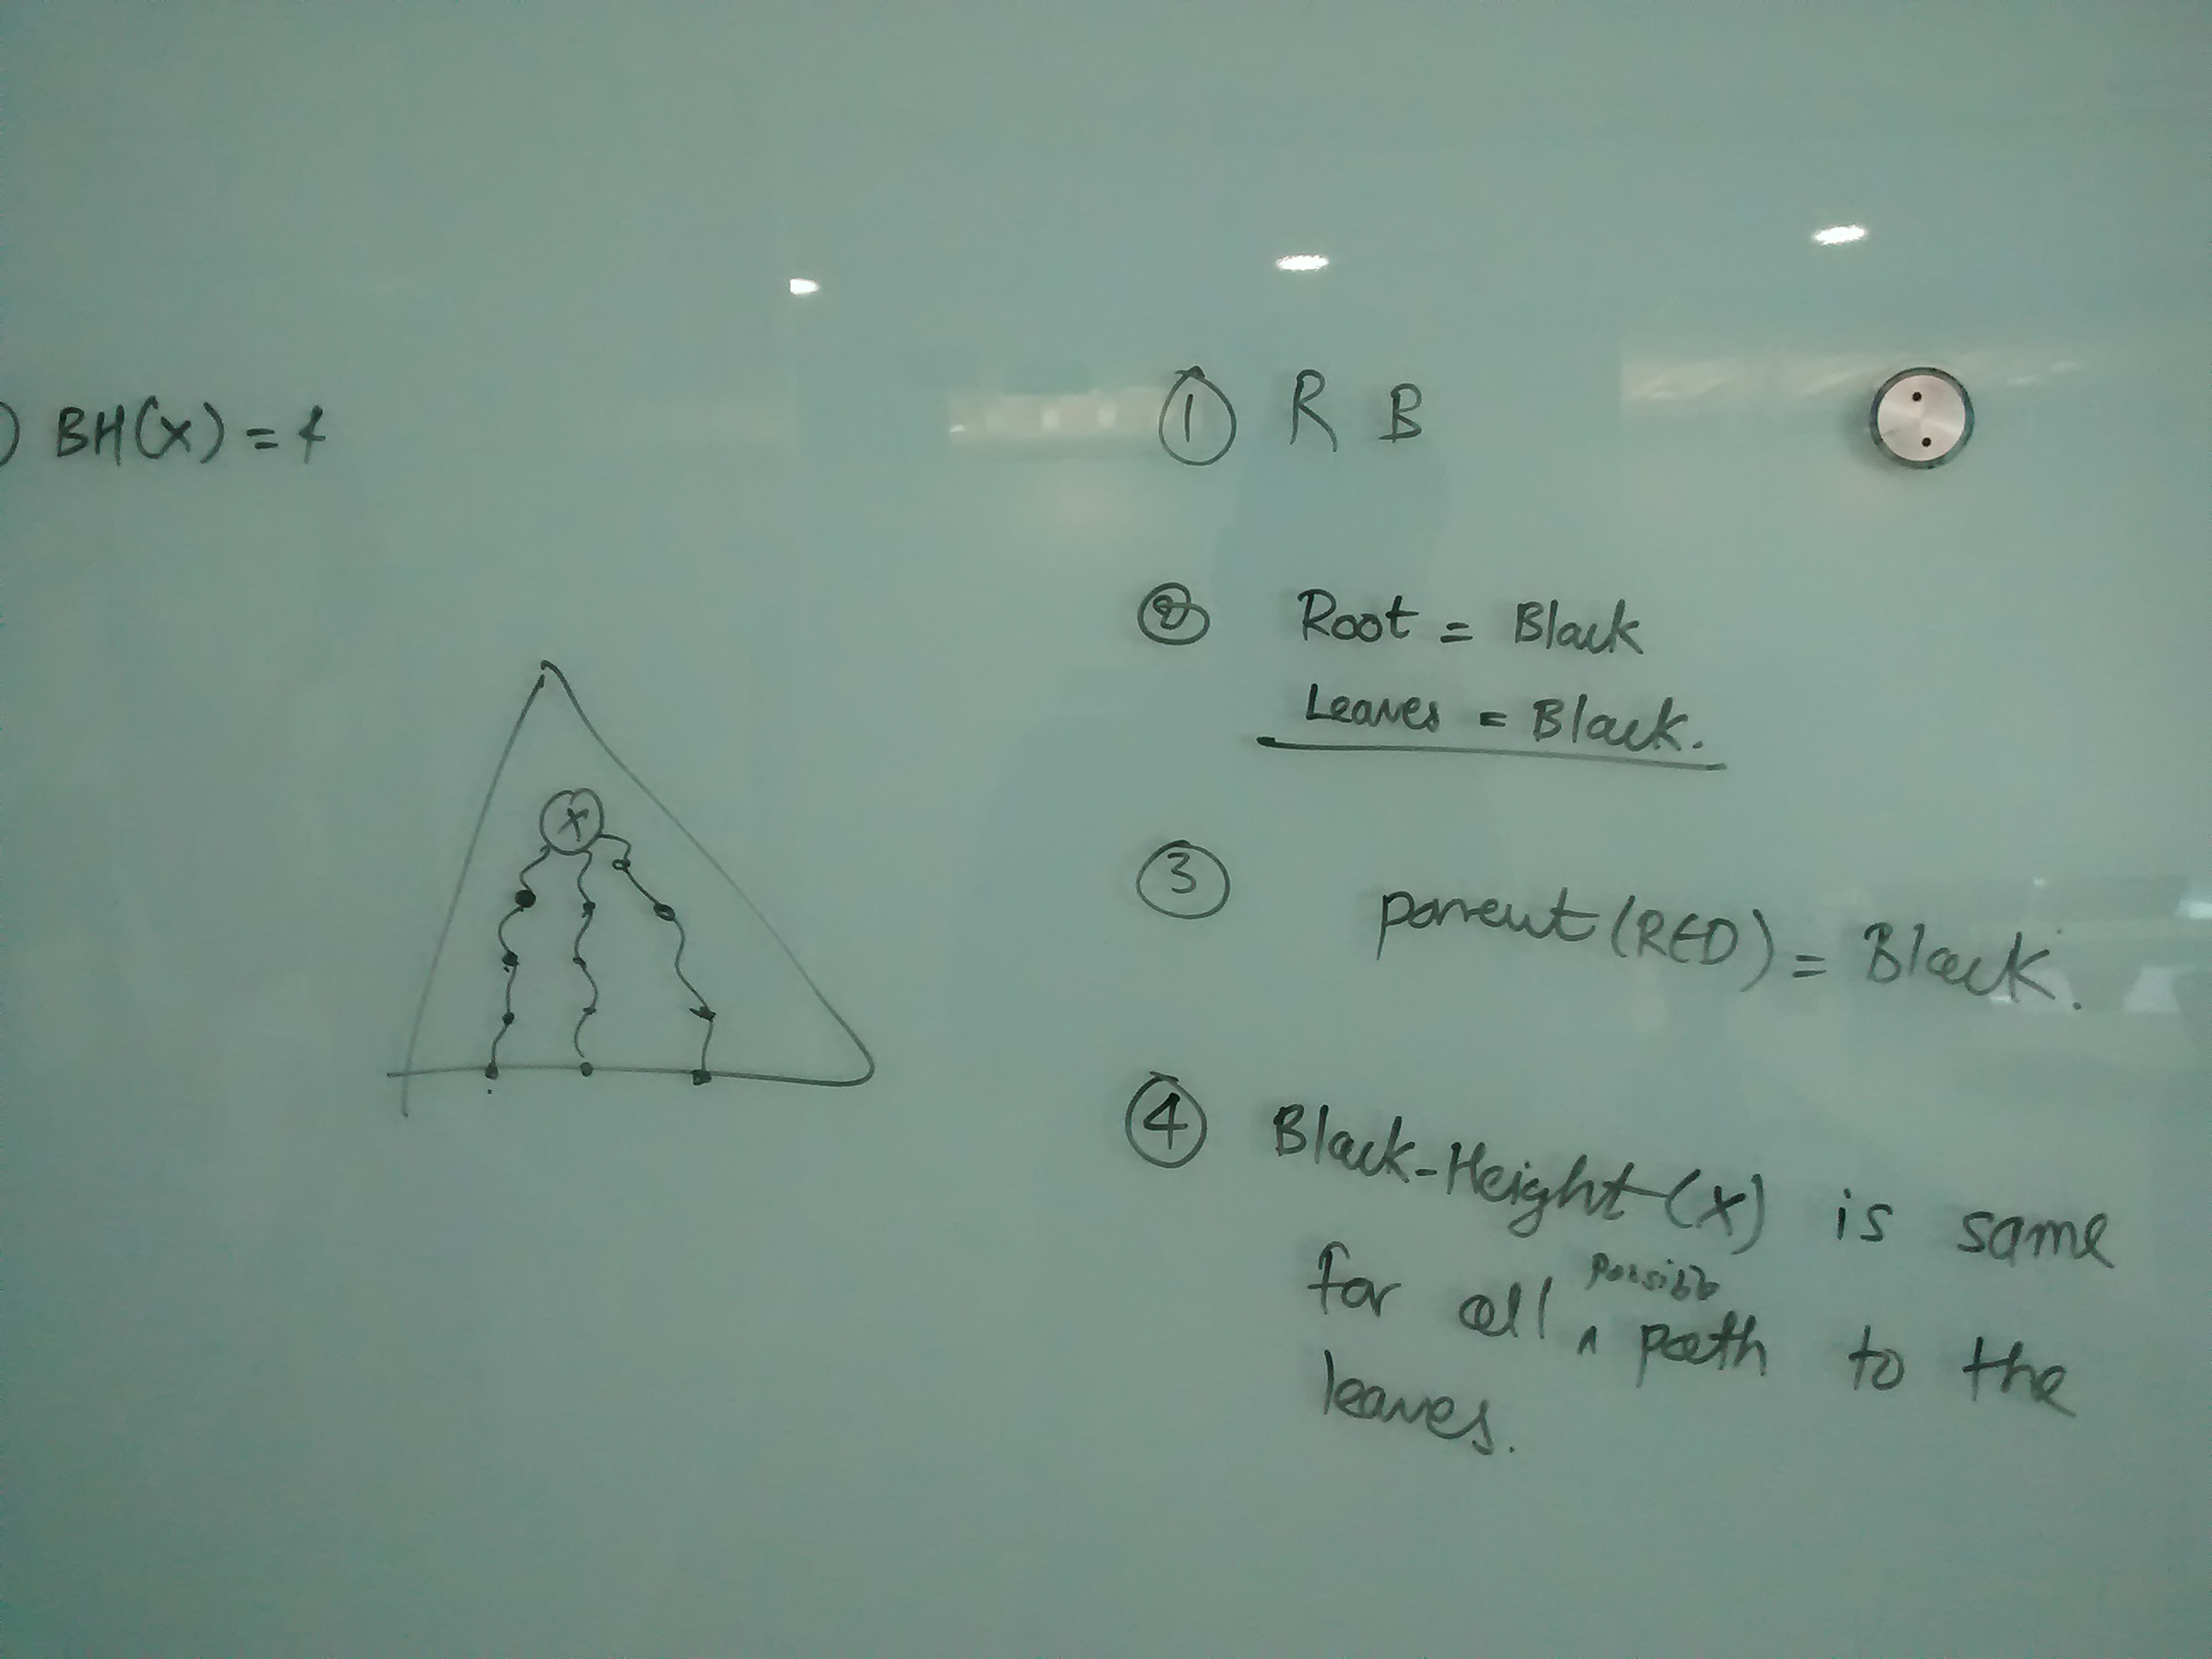 ) BH(x) = 4
① R B
② Root = Black
Leaves = Black.
x
③ parent (RED) = Black.
④ Black-Height (x) is same
possible
for all ^ path to the
leaves.